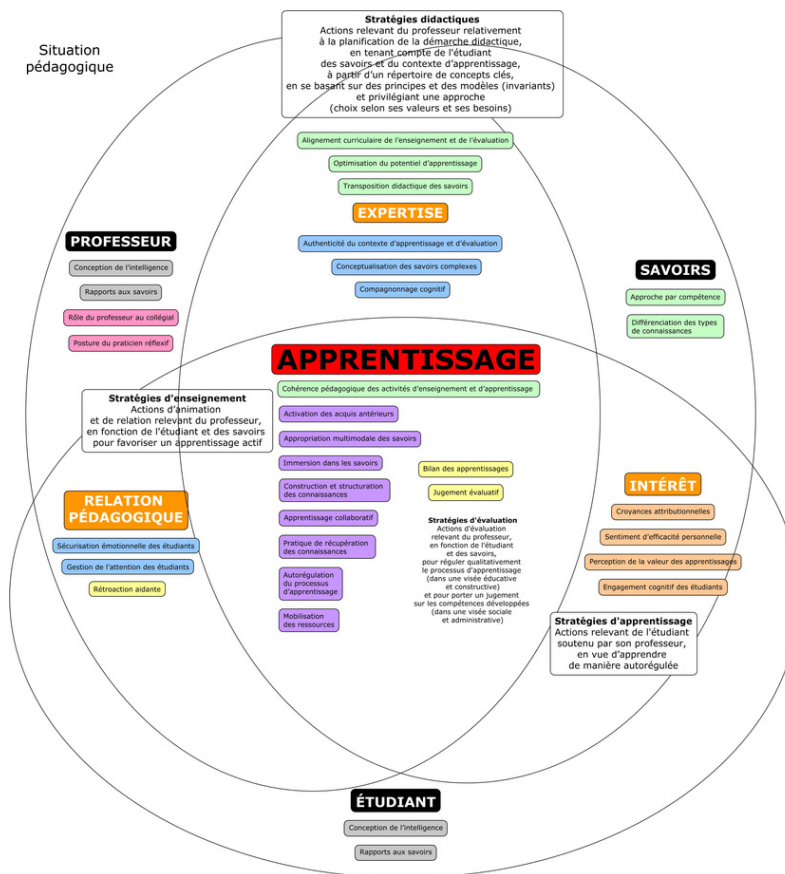 Situation
pédagogique
Stratégies didactiques
Actions relevant du professeur relativement
à la planification de la démarche didactique,
en tenant compte de l'étudiant
des savoirs et du contexte d'apprentissage,
à partir d'un répertoire de concepts clés,
en se basant sur des principes et des modèles (invariants)
et privilégiant une approche
(choix selon ses valeurs et ses besoins)
Alignement curriculaire de l'enseignement et de l'évaluation
Optimisation du potentiel d'apprentissage
Transposition didactique des savoirs
EXPERTISE
Authenticité du contexte d'apprentissage et d'évaluation
Conceptualisation des savoirs complexes
Compagnonnage cognitif
PROFESSEUR
Conception de l'intelligence
Rapports aux savoirs
Rôle du professeur au collégial
Posture du praticien réflexif
SAVOIRS
Approche par compétence
Différenciation des types
de connaissances
APPRENTISSAGE
Cohérence pédagogique des activités d'enseignement et d'apprentissage
Activation des acquis antérieurs
Appropriation multimodale des savoirs
Immersion dans les savoirs
Construction et structuration
des connaissances
Apprentissage collaboratif
Pratique de récupération
des connaissances
Autorégulation
du processus
d'apprentissage
Mobilisation
des ressources
Bilan des apprentissages
Jugement évaluatif
Stratégies d'évaluation
Actions d'évaluation
relevant du professeur,
en fonction de l'étudiant
et des savoirs,
pour réguler qualitativement
le processus d'apprentissage
(dans une visée éducative
et constructive)
et pour porter un jugement
sur les compétences développées
(dans une visée sociale
et administrative)
Stratégies d'enseignement
Actions d'animation
et de relation relevant du professeur,
en fonction de l'étudiant et des savoirs
pour favoriser un apprentissage actif
RELATION
PÉDAGOGIQUE
Sécurisation émotionnelle des étudiants
Gestion de l'attention des étudiants
Rétroaction aidante
INTÉRÊT
Croyances attributionnelles
Sentiment d'efficacité personnelle
Perception de la valeur des apprentissages
Engagement cognitif des étudiants
Stratégies d'apprentissage
Actions relevant de l'étudiant
soutenu par son professeur,
en vue d'apprendre
de manière autorégulée
ÉTUDIANT
Conception de l'intelligence
Rapports aux savoirs